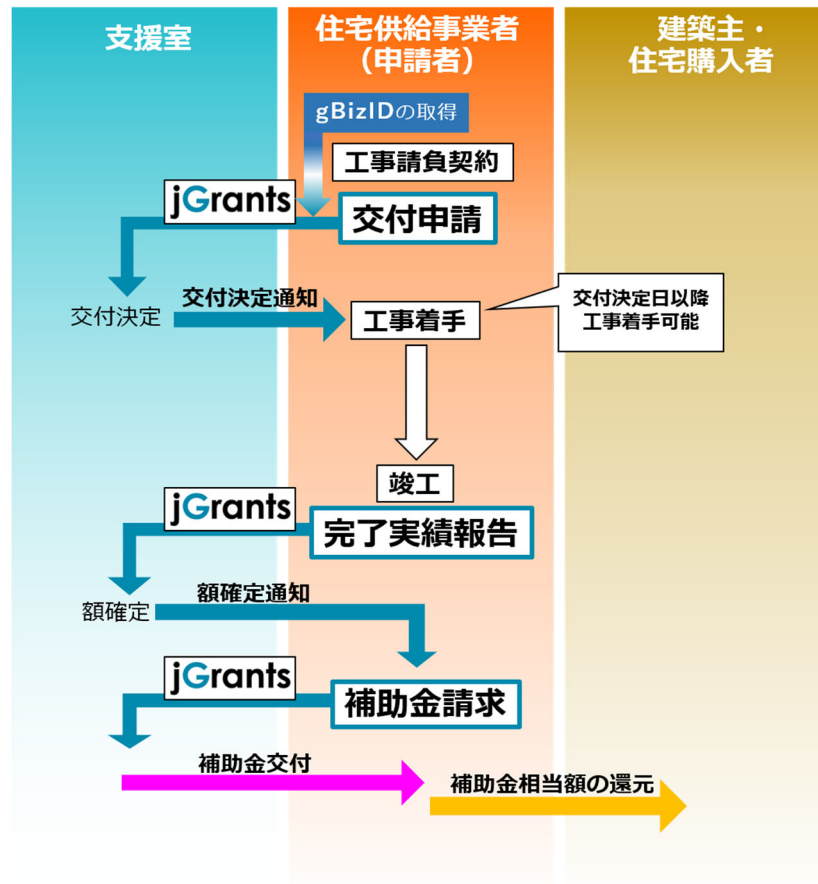 支援室
住宅供給事業者
（申請者）
建築主・
住宅購入者
gBizIDの取得
工事請負契約
jGrants
交付申請
交付決定
交付決定通知
工事着手
交付決定日以降
工事着手可能
竣工
jGrants
完了実績報告
額確定
額確定通知
jGrants
補助金請求
補助金交付
補助金相当額の還元